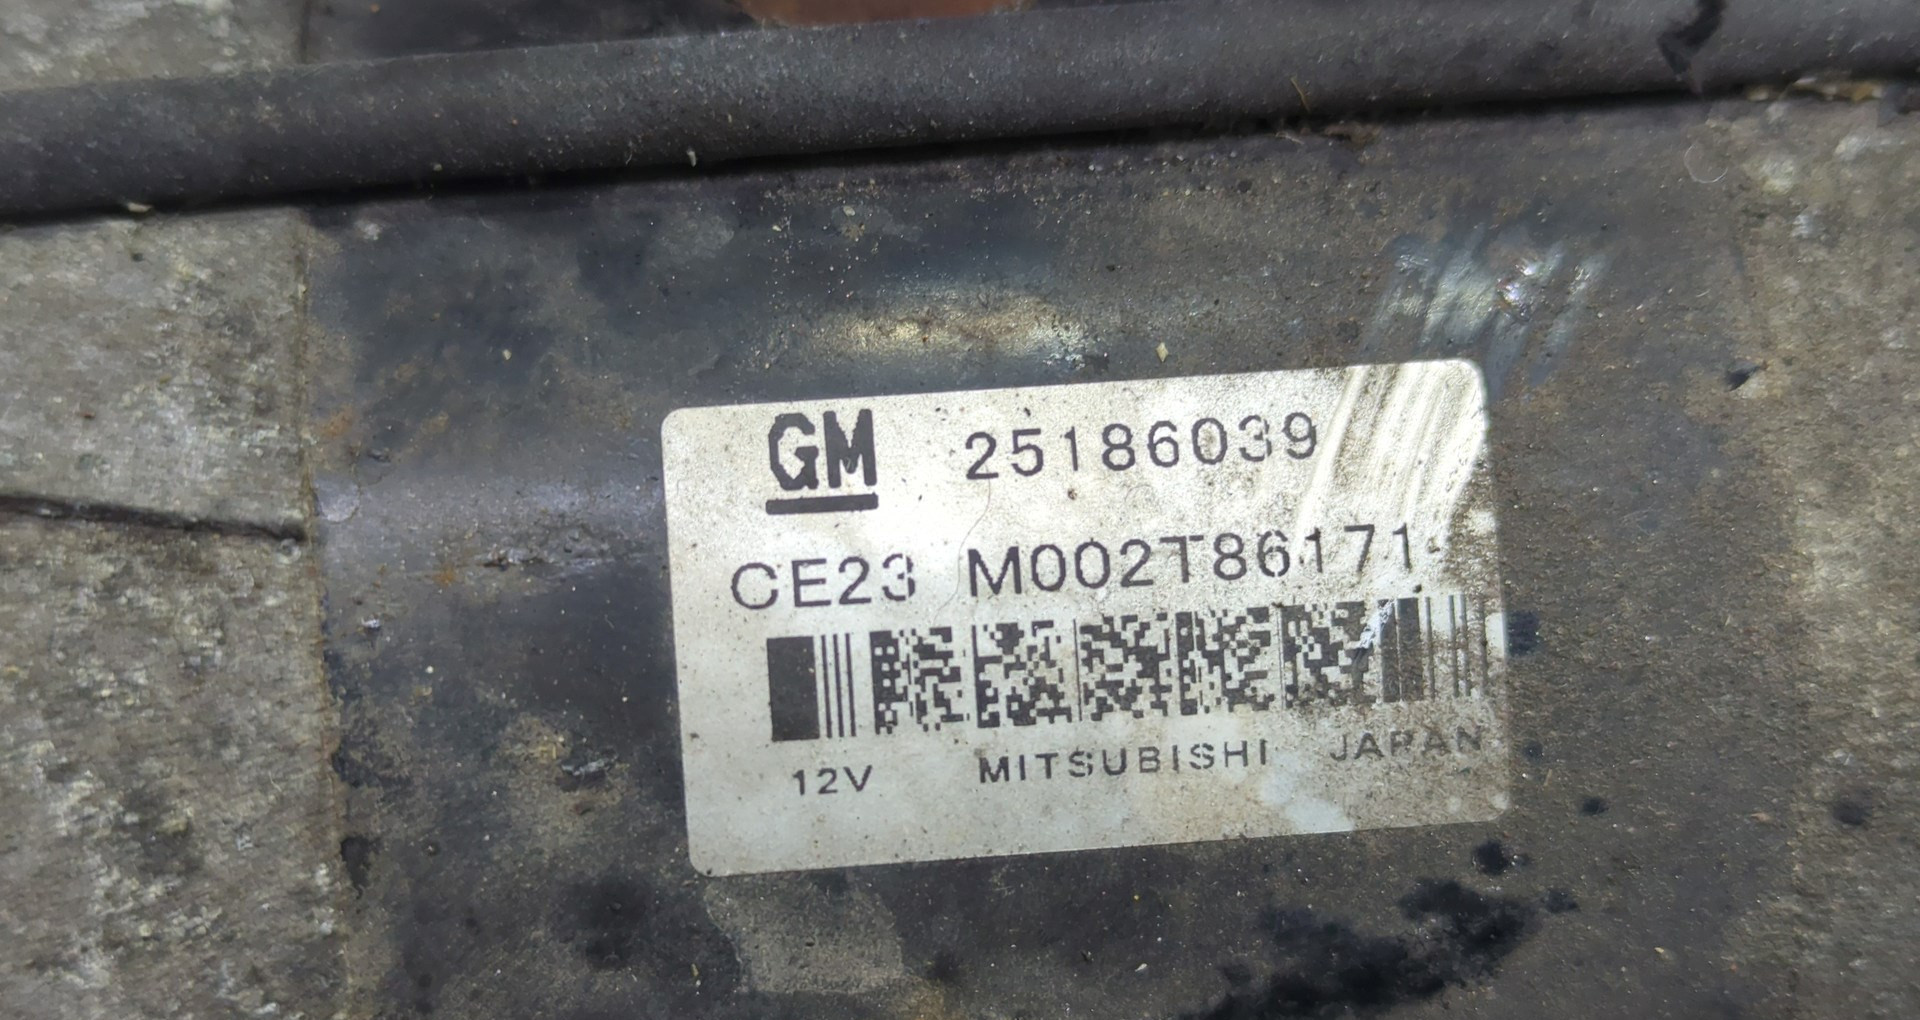 GM 25186039
CE23 M002T86171
12V MITSUBISHI JAPAN